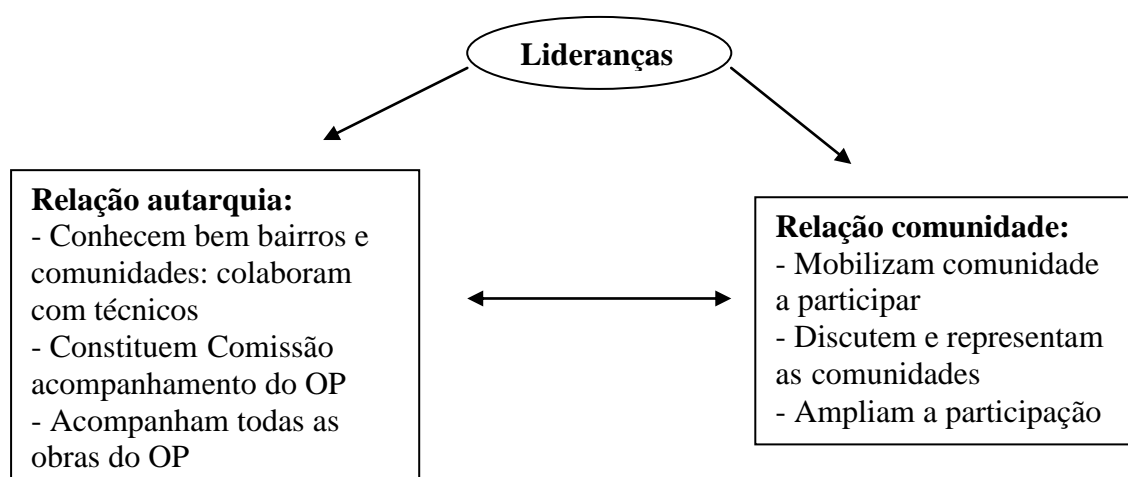 Lideranças
Relação autarquia:
- Conhecem bem bairros e
comunidades: colaboram
com técnicos
- Constituem Comissão
acompanhamento do OP
- Acompanham todas as
obras do OP
Relação comunidade:
- Mobilizam comunidade
a participar
- Discutem e representam
as comunidades
- Ampliam a participação